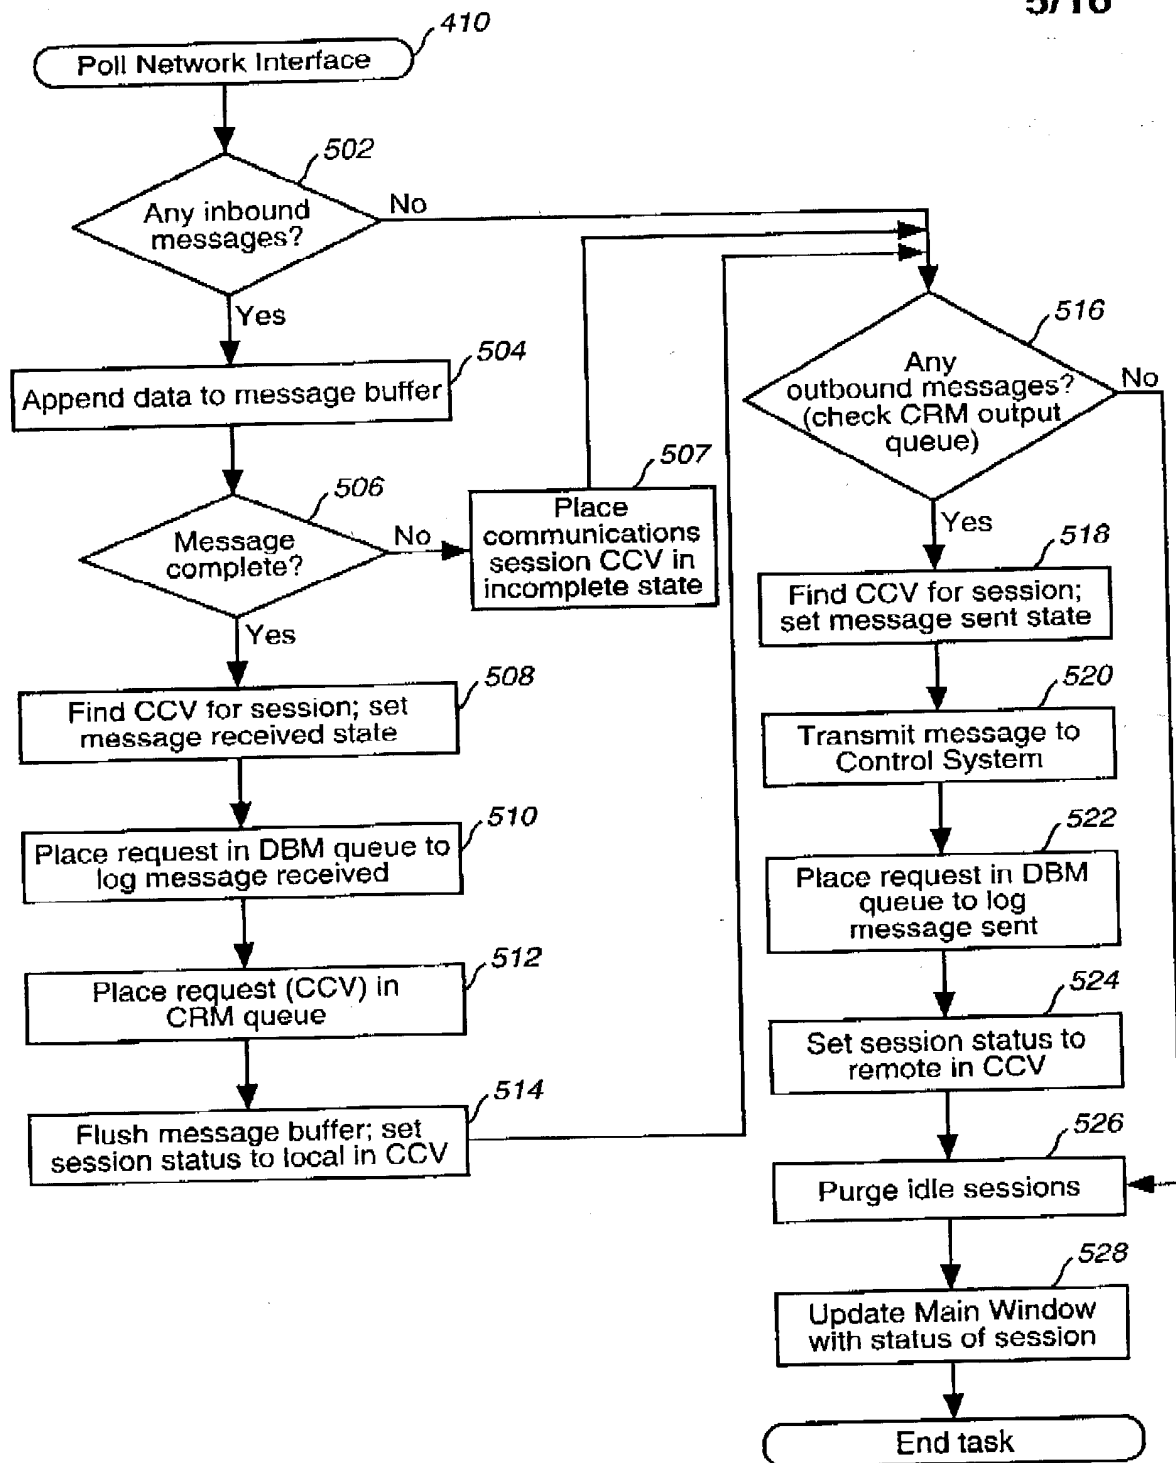 5/16
410
Poll Network Interface
502
Any inbound
messages?
No
Yes
504
Append data to message buffer
506
Message
complete?
No
Yes
507
Place
communications
session CCV in
incomplete state
508
Find CCV for session; set
message received state
510
Place request in DBM queue to
log message received
512
Place request (CCV) in
CRM queue
514
Flush message buffer; set
session status to local in CCV
516
Any
outbound messages?
(check CRM output
queue)
No
Yes
518
Find CCV for session;
set message sent state
520
Transmit message to
Control System
522
Place request in DBM
queue to log
message sent
524
Set session status to
remote in CCV
526
Purge idle sessions
528
Update Main Window
with status of session
End task